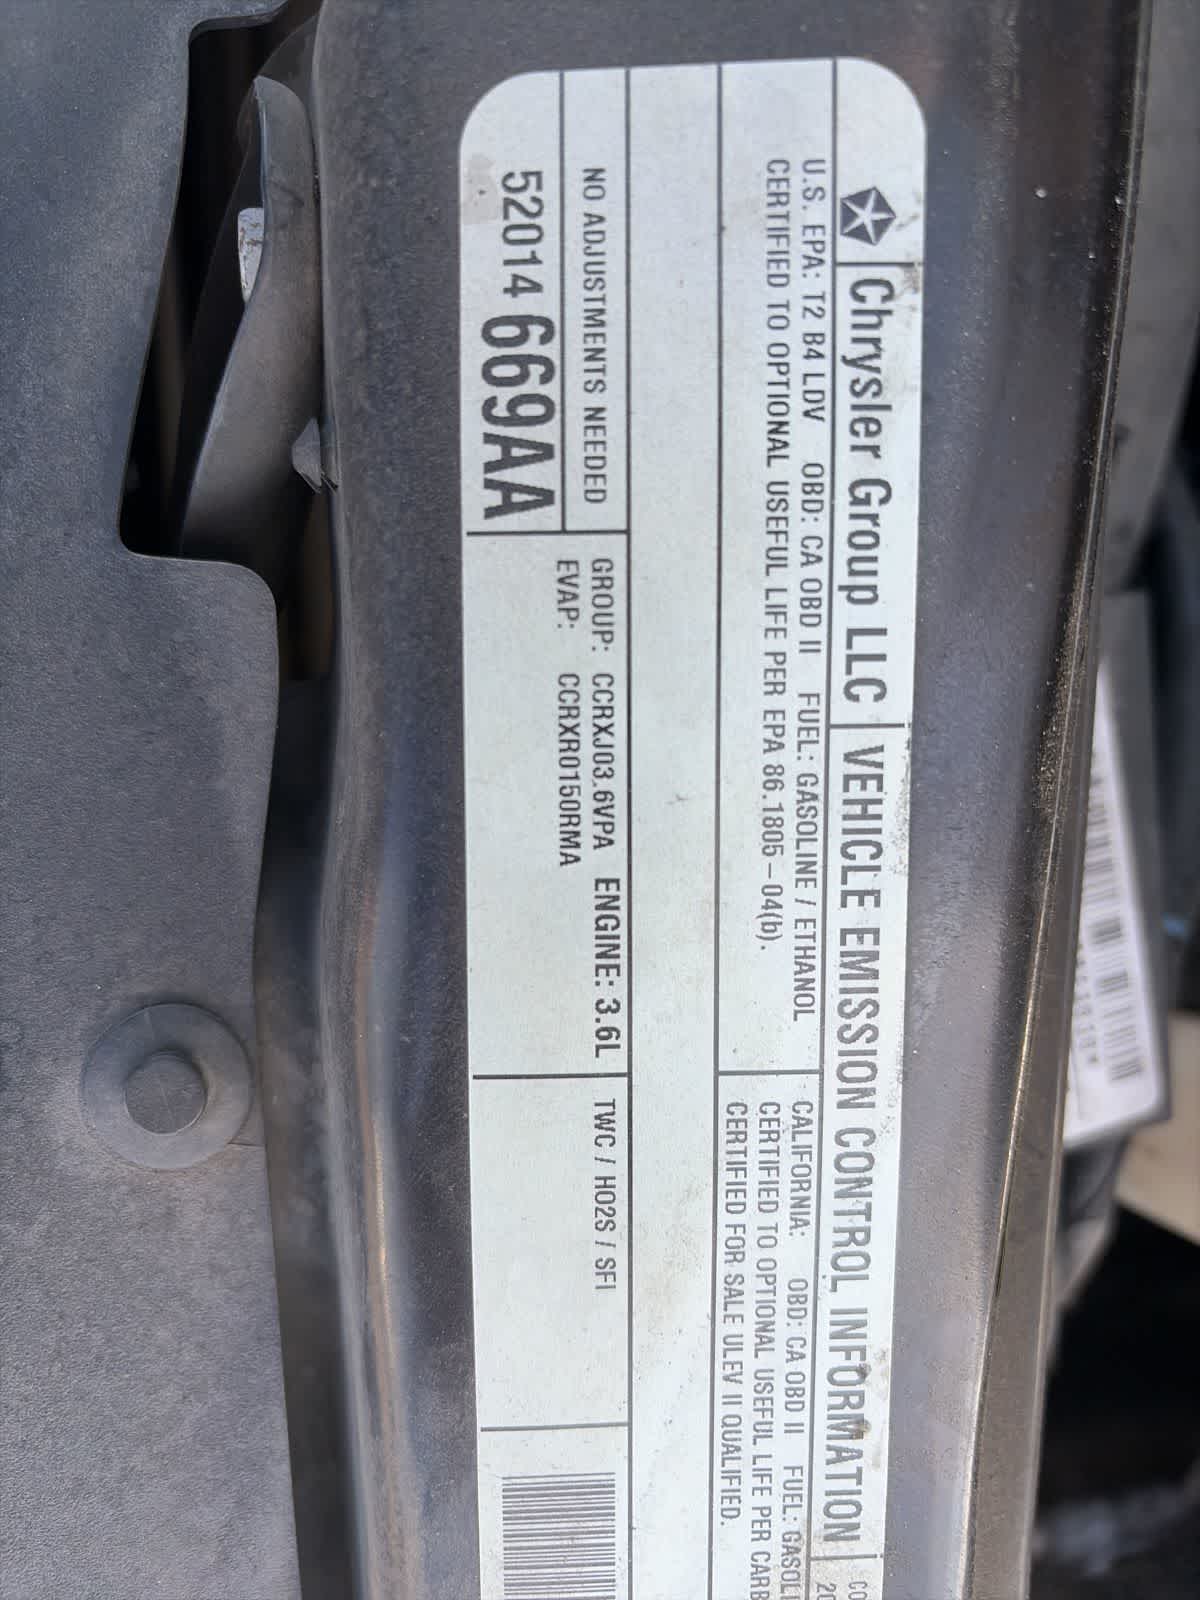 Chrysler Group LLC VEHICLE EMISSION CONTROL INFORMATION
U.S. EPA: T2 B4 LDV OBD: CA OBD II FUEL: GASOLINE / ETHANOL
CERTIFIED TO OPTIONAL USEFUL LIFE PER EPA 86.1805-04(b).
CALIFORNIA: OBD: CA OBD II FUEL:
CERTIFIED TO OPTIONAL USEFUL LIFE PER
CERTIFIED FOR SALE ULEV II QUALIFIED.
NO ADJUSTMENTS NEEDED
52014 669AA
GROUP: CCRXJ03.6VPA ENGINE: 3.6L
EVAP: CCRXR0150RMA
TWC / HO2S / SFI